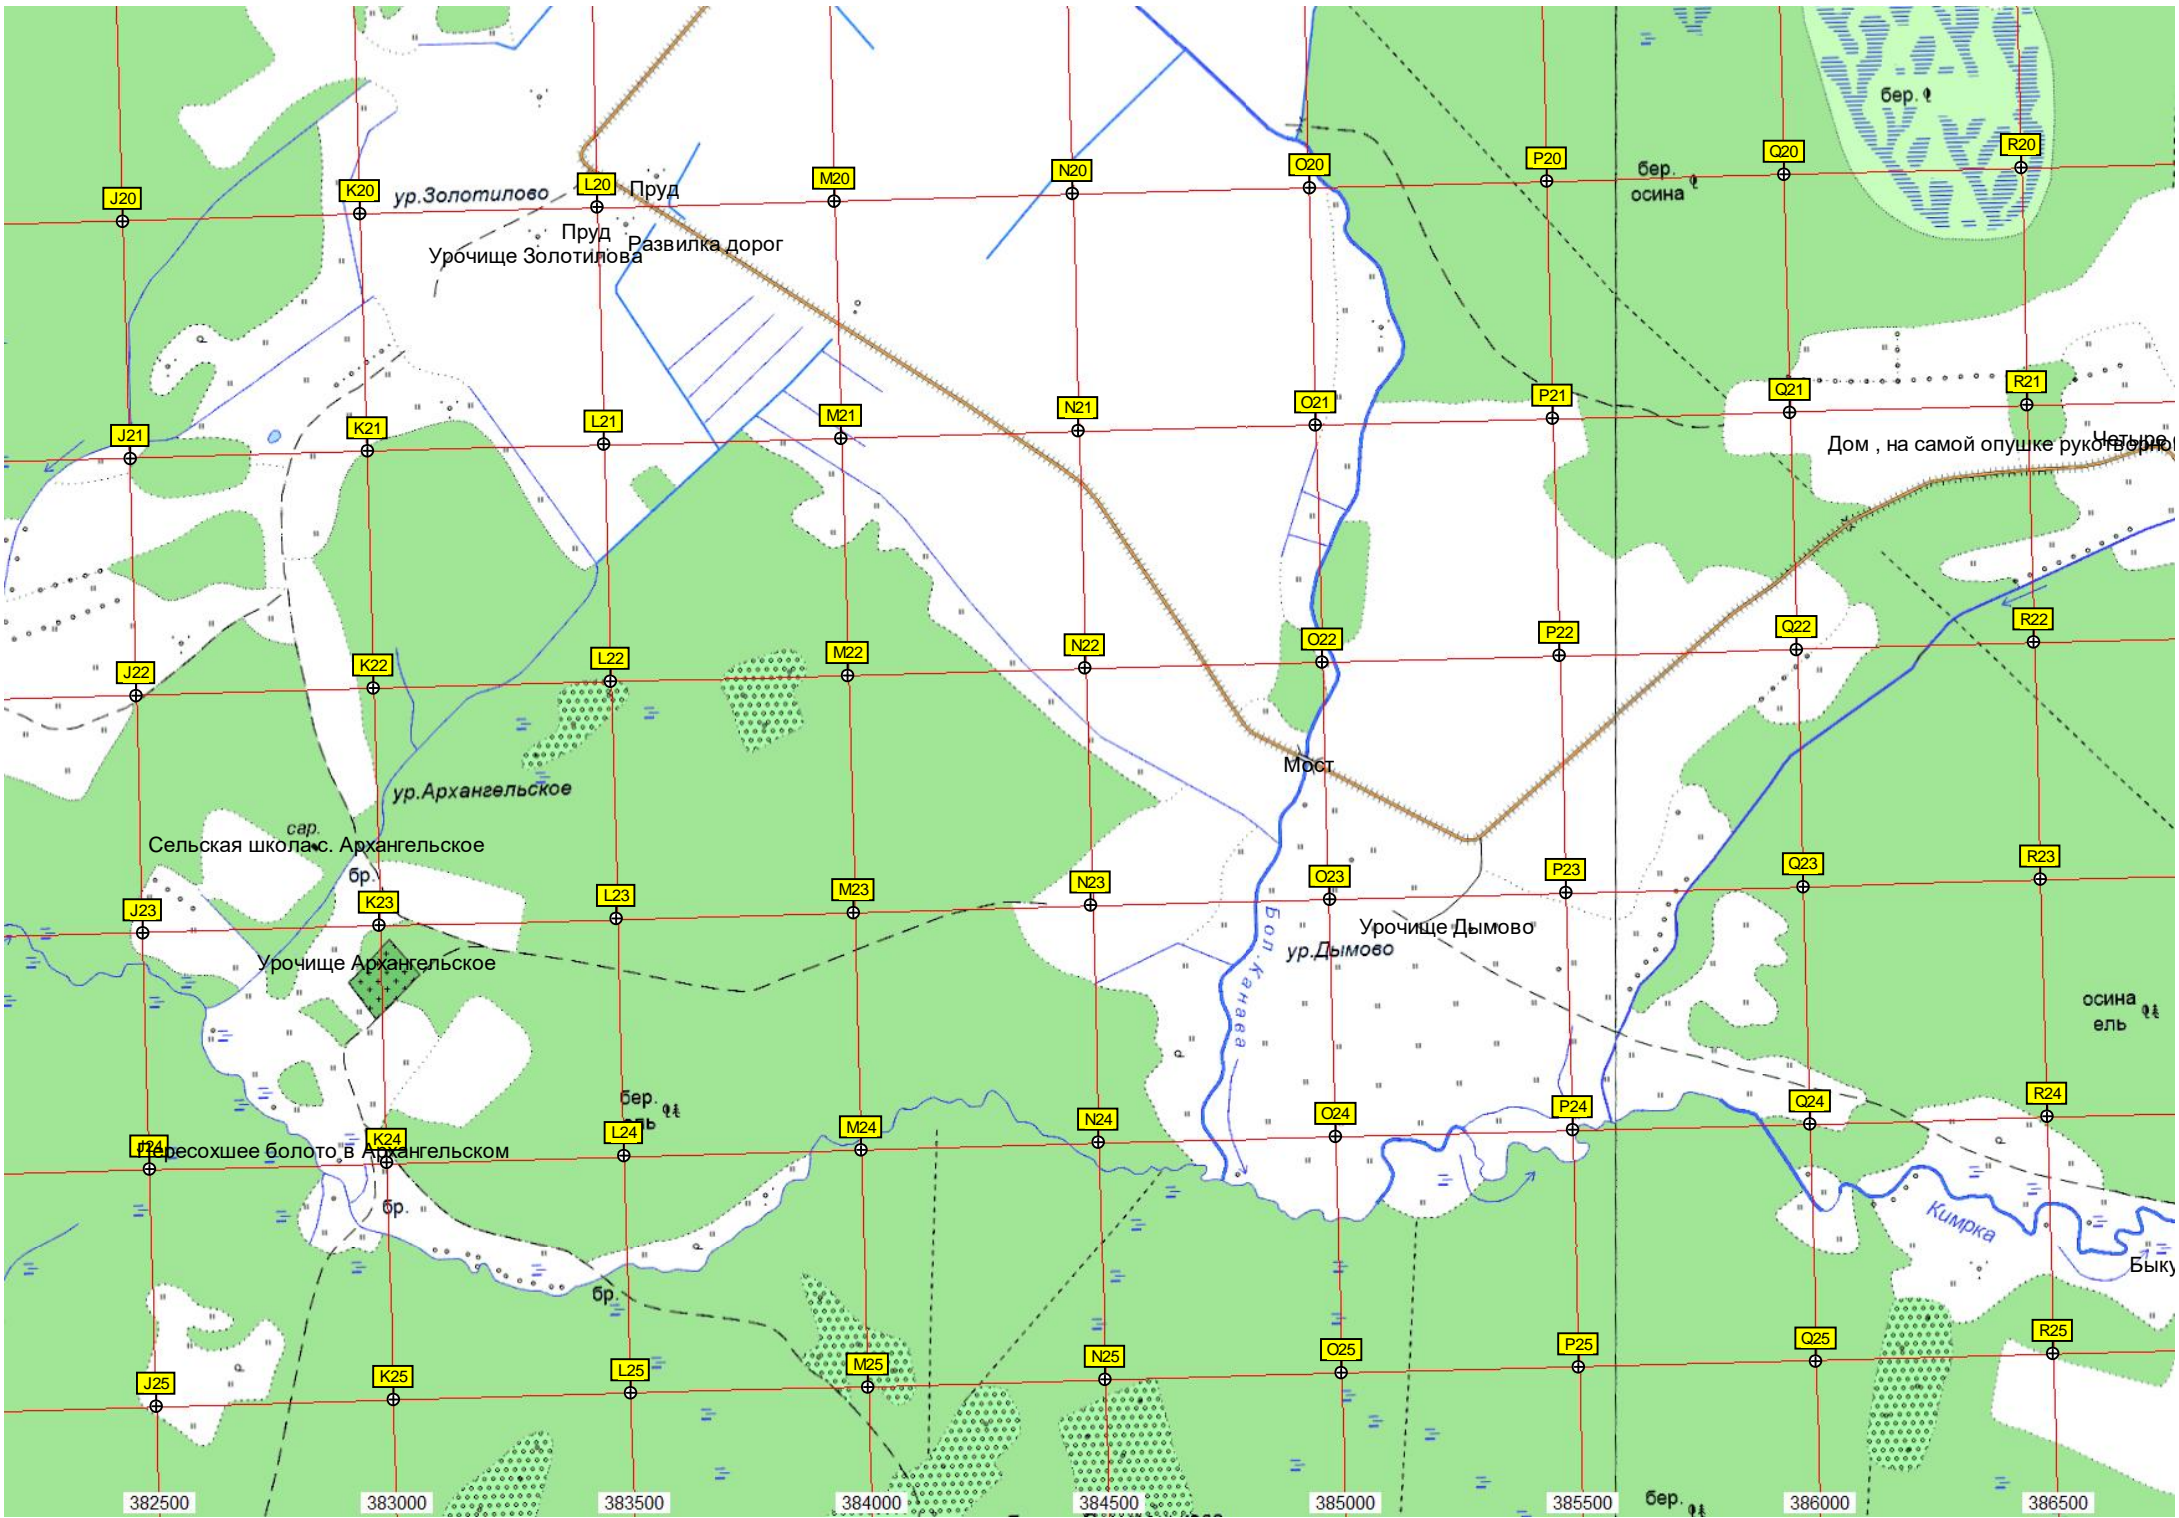 бер.
J20
K20
ур.Золотилово
L20
Пруд
M20
N20
O20
P20
бер.
осина
Q20
R20
Пруд
Развилка дорог
Урочище Золотилова
J21
K21
L21
M21
N21
O21
P21
Q21
R21
Дом , на самой опушке рукотворно
Четыре
J22
K22
L22
M22
N22
O22
P22
Q22
R22
Мост
ур.Архангельское
сар.
Сельская школа с. Архангельское
бр.
J23
K23
L23
M23
N23
O23
P23
Q23
R23
Урочище Дымово
ур.Дымово
Бол. Канава
Урочище Архангельское
осина
ель
бер.
J24
K24
L24
M24
N24
O24
P24
Q24
R24
Пересохшее болото в Архангельском
бр.
Кимрка
Быку
бр.
J25
K25
L25
M25
N25
O25
P25
Q25
R25
382500
383000
383500
384000
384500
385000
385500
бер.
386000
386500